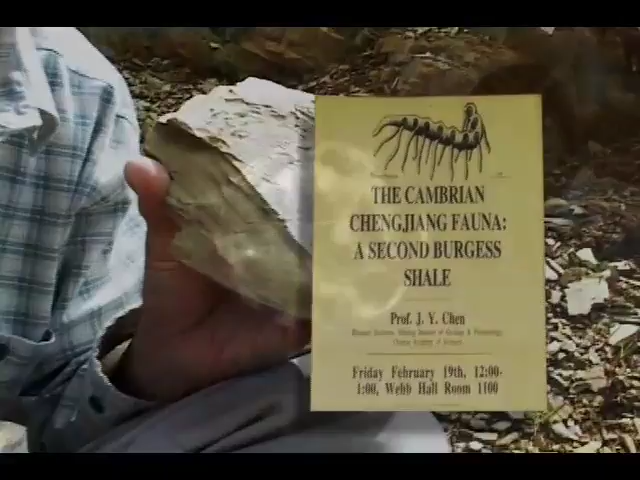 THE CAMBRIAN
CHENGJIANG FAUNA:
A SECOND BURGESS
SHALE
Prof. J. Y. Chen
Friday February 19th, 12:00-
1:00, Webb Hall Room 1100